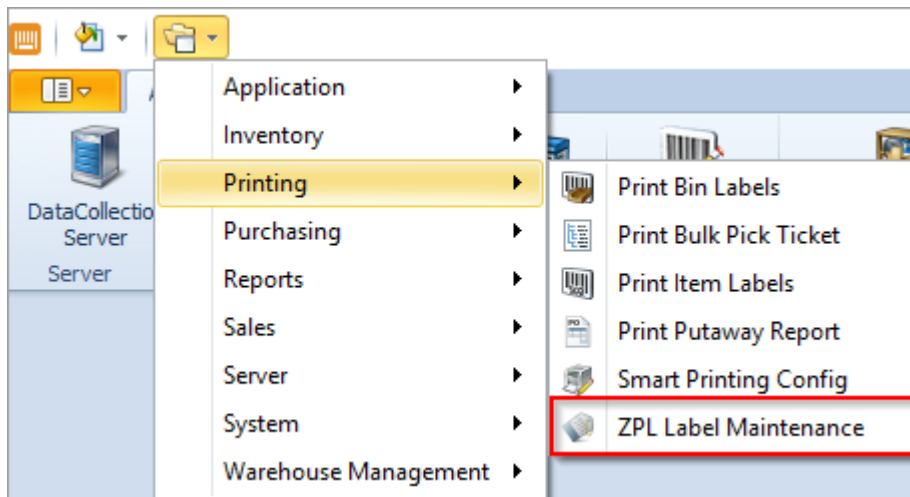 Application
Inventory
Printing
Purchasing
Reports
Sales
Server
System
Warehouse Management
Print Bin Labels
Print Bulk Pick Ticket
Print Item Labels
Print Putaway Report
Smart Printing Config
ZPL Label Maintenance
DataCollectio
Server
Server